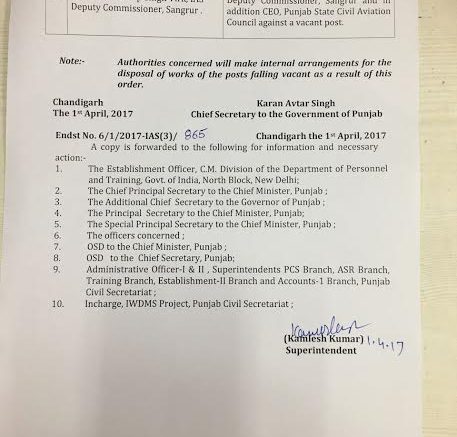 Deputy Commissioner, Sangrur .
Deputy Commissioner, Sangrur and in
addition CEO, Punjab State Civil Aviation
Council against a vacant post.
Note:- Authorities concerned will make internal arrangements for the
disposal of works of the posts falling vacant as a result of this
order.
Chandigarh Karan Avtar Singh
The 1st April, 2017 Chief Secretary to the Government of Punjab
Endst No. 6/1/2017-IAS(3)/ 865 Chandigarh the 1st April, 2017
A copy is forwarded to the following for information and necessary
action:-
1. The Establishment Officer, C.M. Division of the Department of Personnel
and Training, Govt. of India, North Block, New Delhi;
2. The Chief Principal Secretary to the Chief Minister, Punjab ;
3. The Additional Chief Secretary to the Governor of Punjab ;
4. The Principal Secretary to the Chief Minister, Punjab;
5. The Special Principal Secretary to the Chief Minister, Punjab ;
6. The officers concerned ;
7. OSD to the Chief Minister, Punjab ;
8. OSD to the Chief Secretary, Punjab;
9. Administrative Officer-I & II , Superintendents PCS Branch, ASR Branch,
Training Branch, Establishment-II Branch and Accounts-1 Branch, Punjab
Civil Secretariat ;
10. Incharge, IWDMS Project, Punjab Civil Secretariat ;
(Kamlesh Kumar) 1.4.17
Superintendent